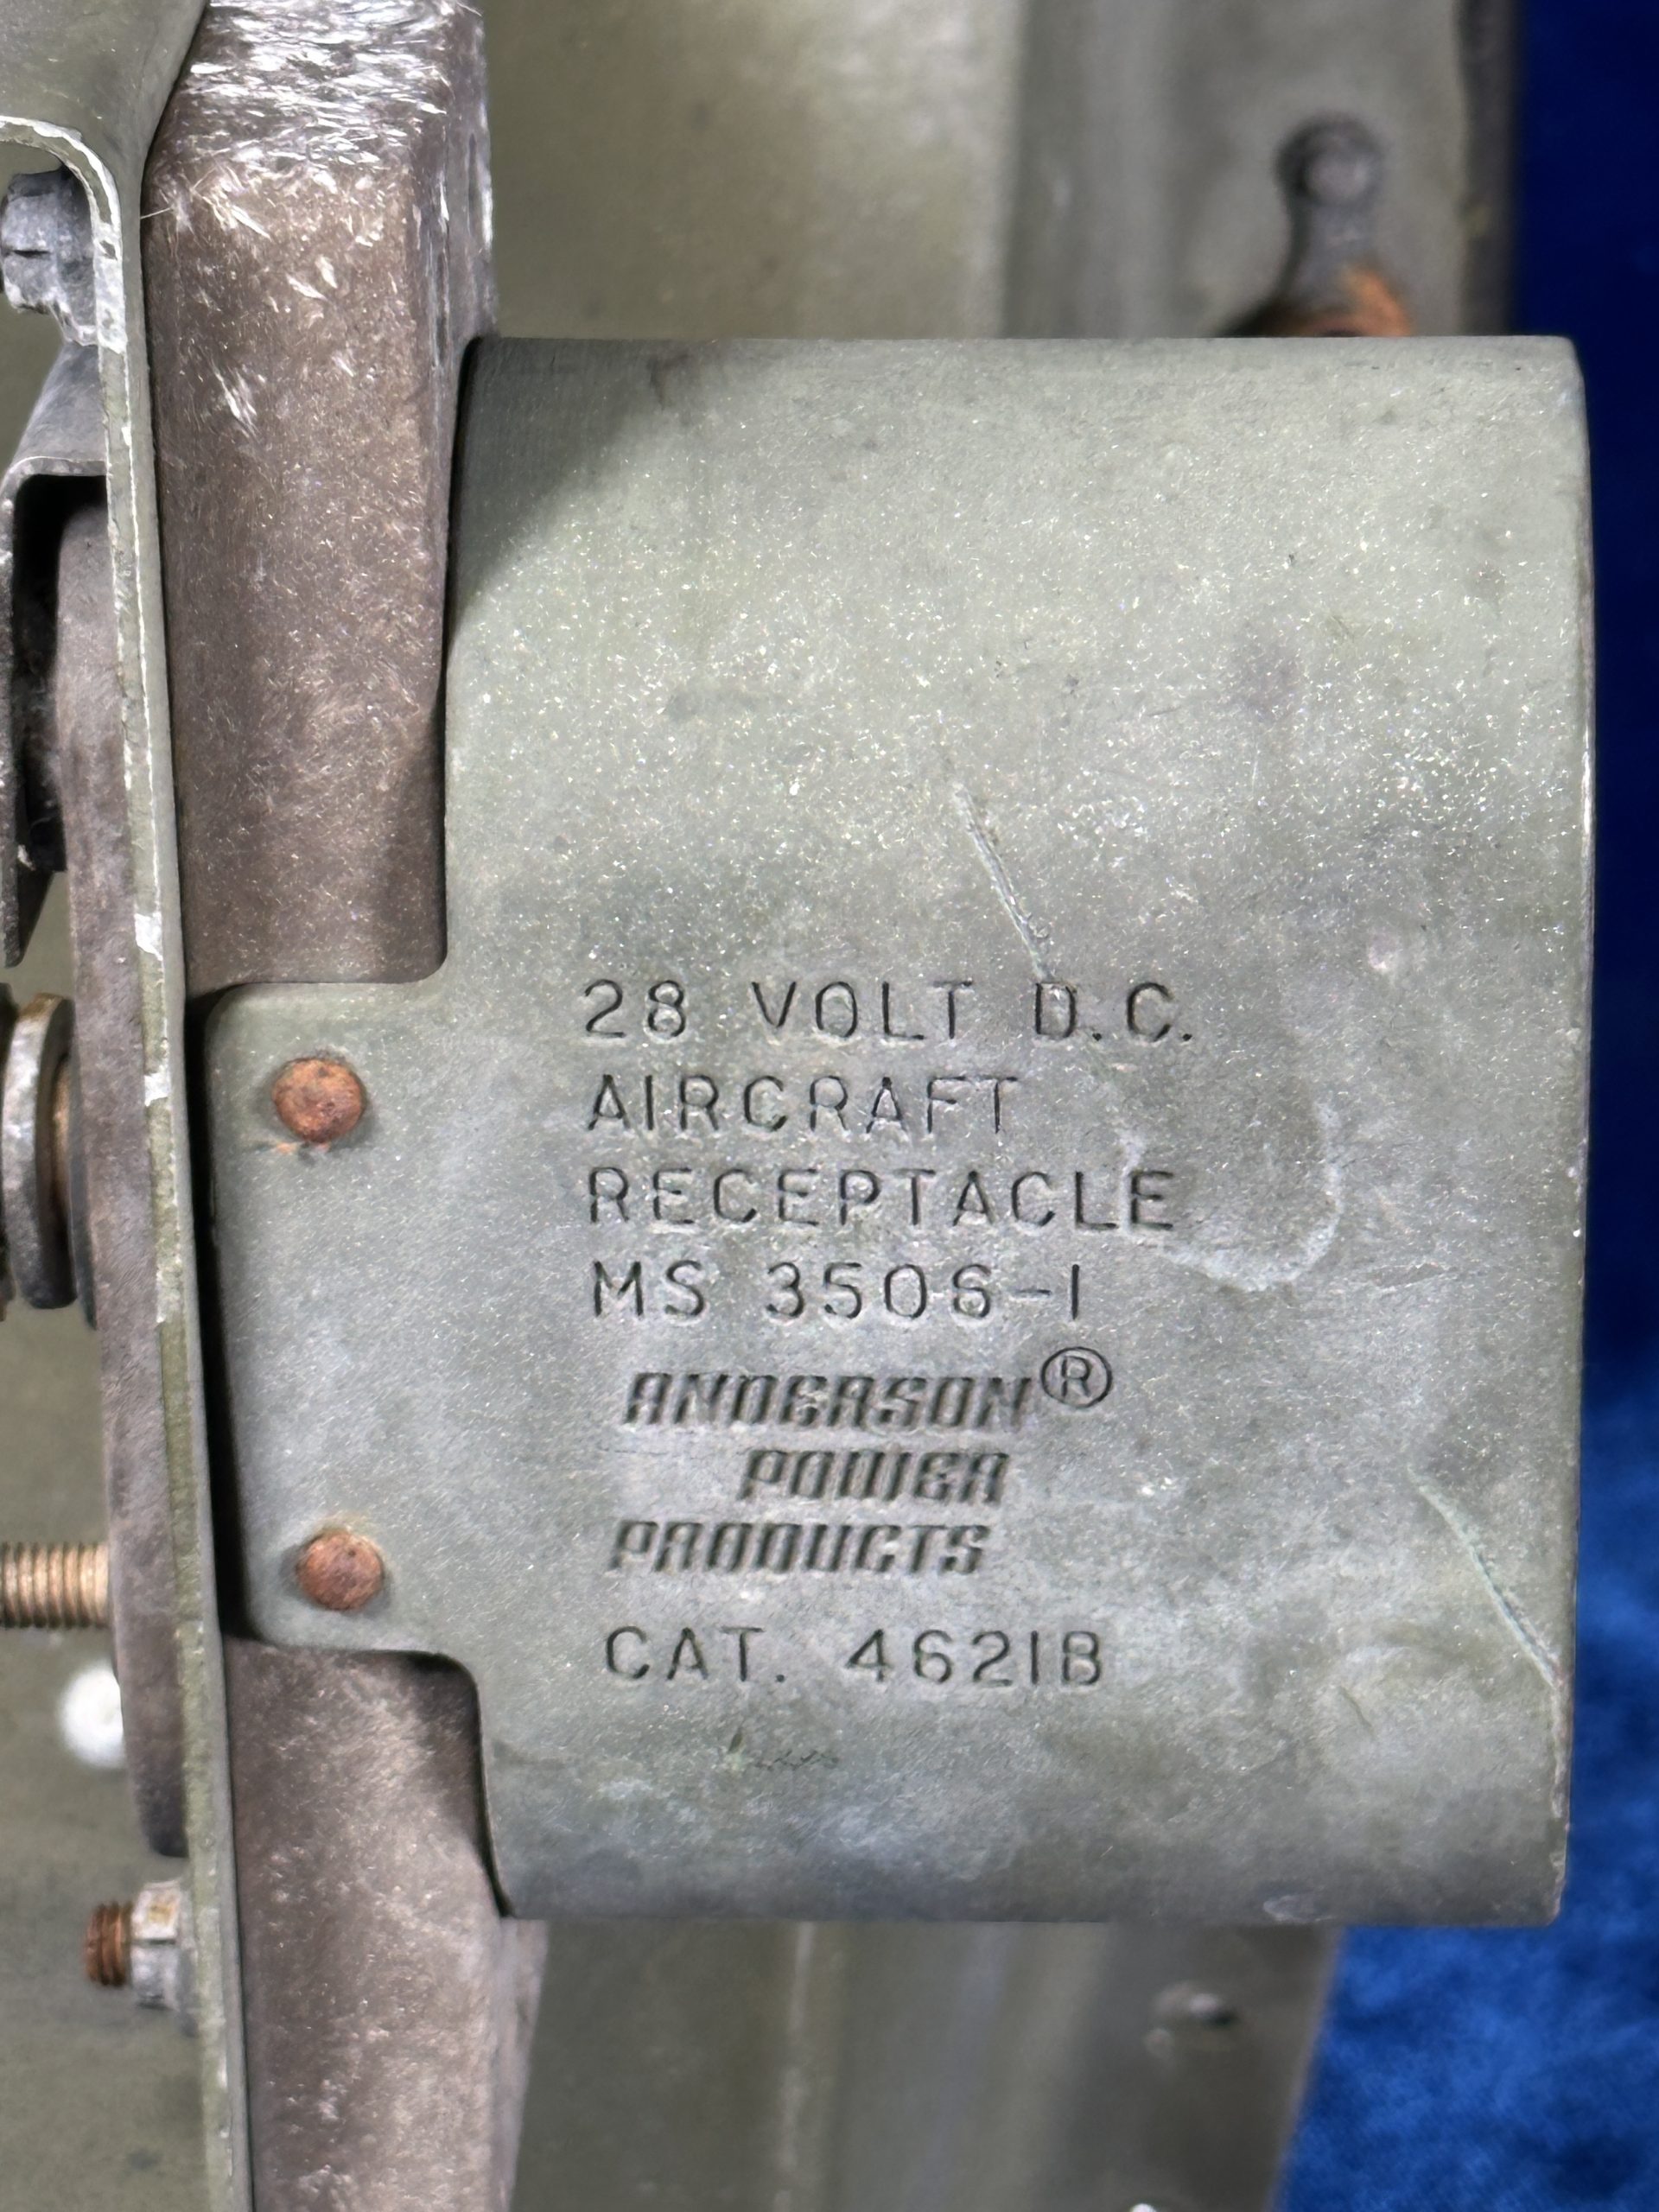 28 VOLT D.C.
AIRCRAFT
RECEPTACLE
MS 3506-1
ANDERSON®
POWER
PRODUCTS
CAT. 4621B